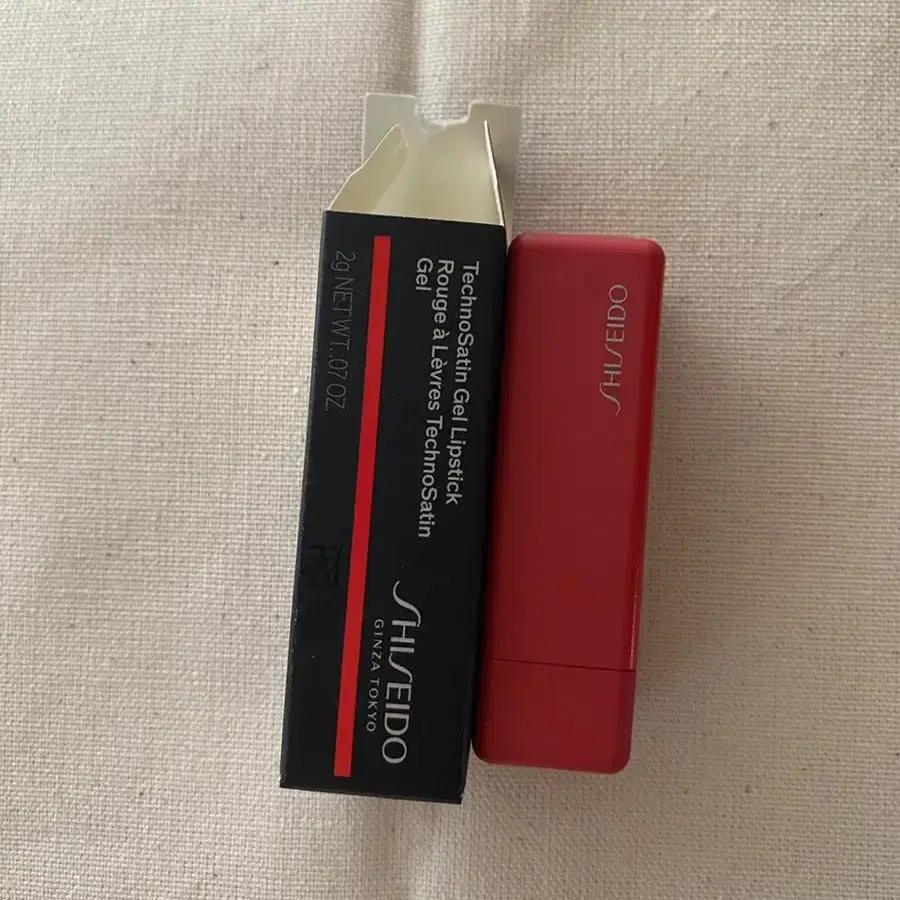 TechnoSatin Gel Lipstick
Rouge à Lèvres TechnoSatin
Gel
2g NET WT. .07 OZ.
SHISEIDO
GINZA TOKYO
SHISEIDO